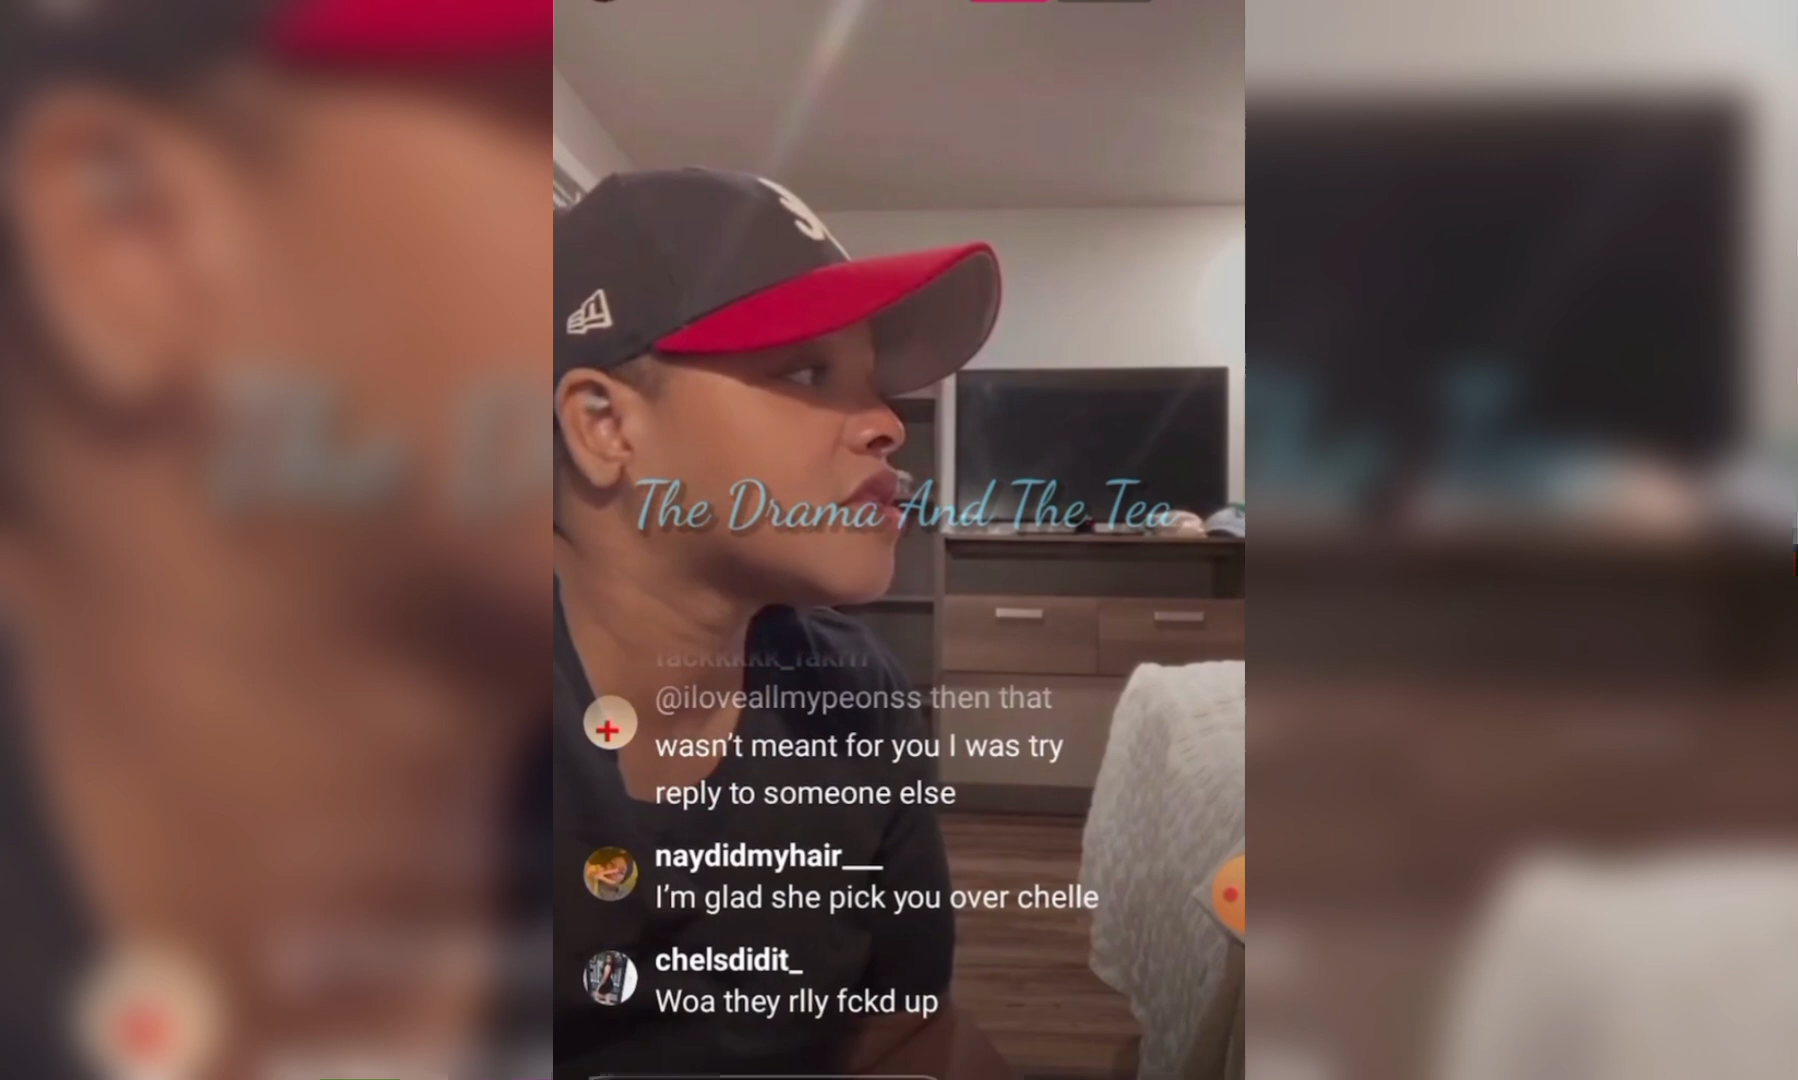 The Drama And The Tea
@iloveallmypeonss then that
wasn't meant for you I was try
reply to someone else
naydidmyhair___
I'm glad she pick you over chelle
chelsdidit_
Woa they rlly fckd up